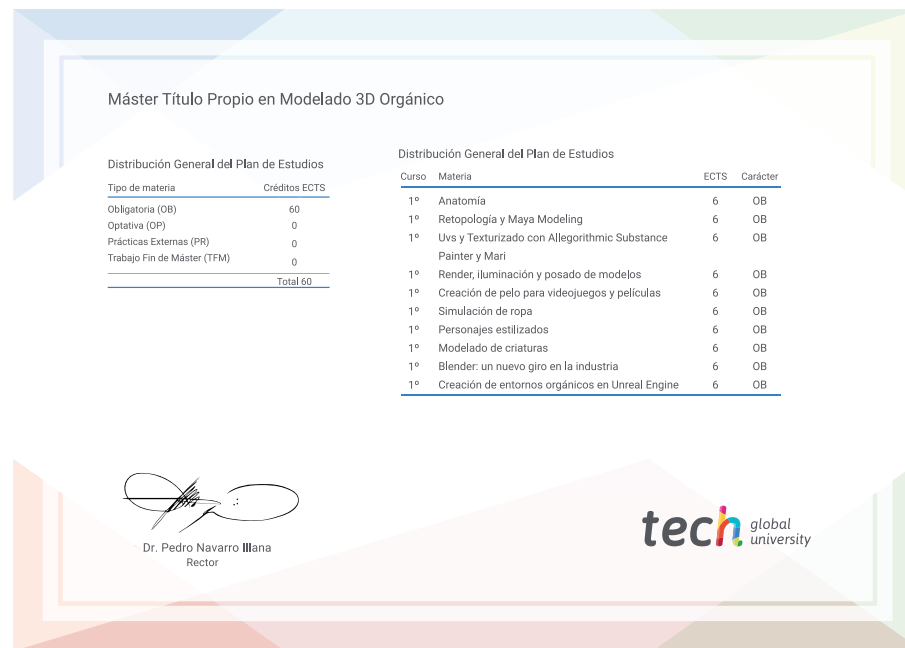 Máster Título Propio en Modelado 3D Orgánico
Distribución General del Plan de Estudios
Tipo de materia Créditos ECTS
Obligatoria (OB) 60
Optativa (OP) 0
Prácticas Externas (PR) 0
Trabajo Fin de Máster (TFM) 0
Total 60
Distribución General del Plan de Estudios
Curso Materia ECTS Carácter
1º Anatomía 6 OB
1º Retopología y Maya Modeling 6 OB
1º Uvs y Texturizado con Allegorithmic Substance 6 OB
Painter y Mari
1º Render, iluminación y posado de modelos 6 OB
1º Creación de pelo para videojuegos y películas 6 OB
1º Simulación de ropa 6 OB
1º Personajes estilizados 6 OB
1º Modelado de criaturas 6 OB
1º Blender: un nuevo giro en la industria 6 OB
1º Creación de entornos orgánicos en Unreal Engine 6 OB
Dr. Pedro Navarro Illana
Rector
tech global
university